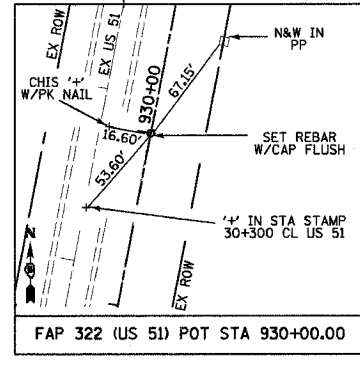 EX ROW
EX US 51
N&W IN
PP
CHIS '+'
W/PK NAIL
930+00
67.15'
16.60'
SET REBAR
W/CAP FLUSH
53.60'
'+' IN STA STAMP
30+300 CL US 51
N
EX ROW
FAP 322 (US 51) POT STA 930+00.00